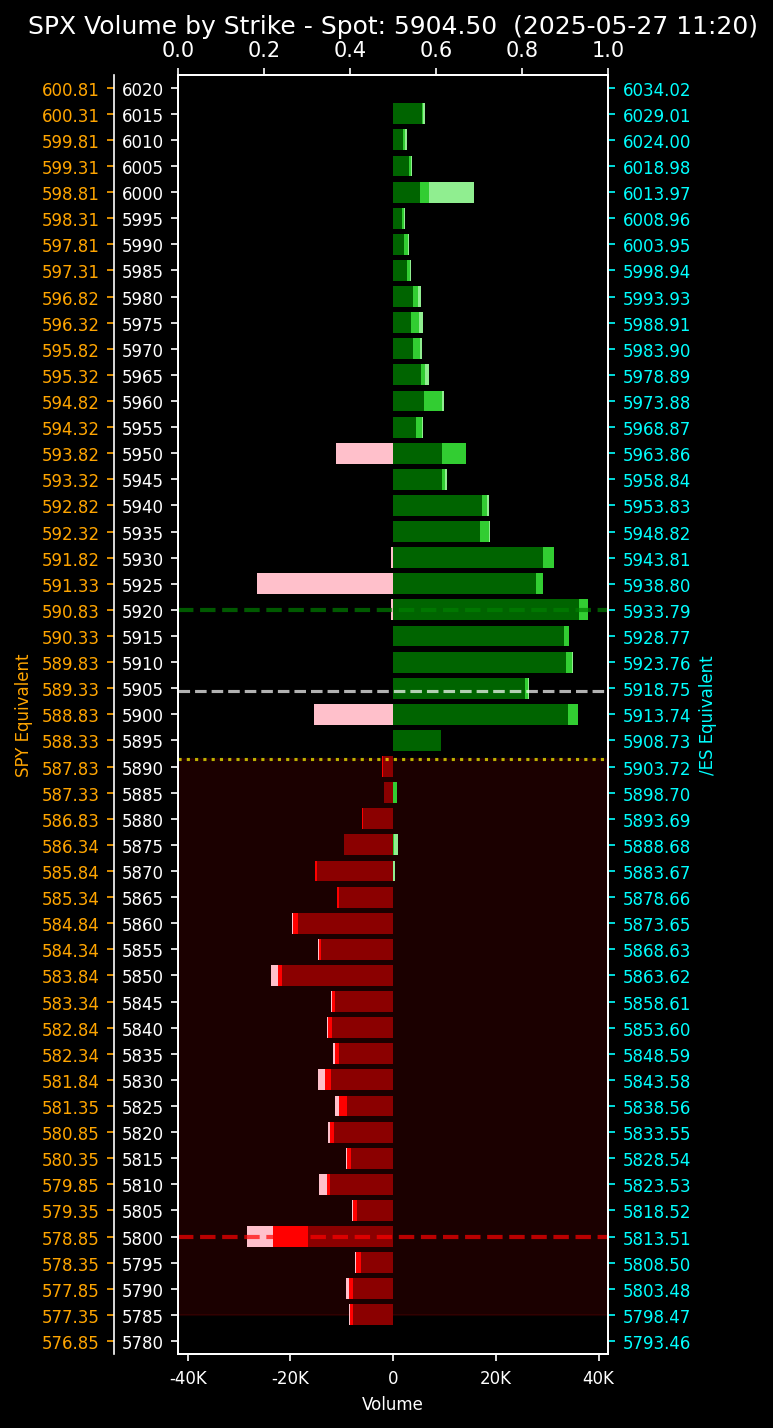 SPX Volume by Strike - Spot: 5904.50 (2025-05-27 11:20)
0.0 0.2 0.4 0.6 0.8 1.0
600.81 6020 6034.02
600.31 6015 6029.01
599.81 6010 6024.00
599.31 6005 6018.98
598.81 6000 6013.97
598.31 5995 6008.96
597.81 5990 6003.95
597.31 5985 5998.94
596.82 5980 5993.93
596.32 5975 5988.91
595.82 5970 5983.90
595.32 5965 5978.89
594.82 5960 5973.88
594.32 5955 5968.87
593.82 5950 5963.86
593.32 5945 5958.84
592.82 5940 5953.83
592.32 5935 5948.82
591.82 5930 5943.81
591.33 5925 5938.80
590.83 5920 5933.79
590.33 5915 5928.77
589.83 5910 5923.76
589.33 5905 5918.75
588.83 5900 5913.74
588.33 5895 5908.73
587.83 5890 5903.72
587.33 5885 5898.70
586.83 5880 5893.69
586.34 5875 5888.68
585.84 5870 5883.67
585.34 5865 5878.66
584.84 5860 5873.65
584.34 5855 5868.63
583.84 5850 5863.62
583.34 5845 5858.61
582.84 5840 5853.60
582.34 5835 5848.59
581.84 5830 5843.58
581.35 5825 5838.56
580.85 5820 5833.55
580.35 5815 5828.54
579.85 5810 5823.53
579.35 5805 5818.52
578.85 5800 5813.51
578.35 5795 5808.50
577.85 5790 5803.48
577.35 5785 5798.47
576.85 5780 5793.46
SPY Equivalent
/ES Equivalent
-40K -20K 0 20K 40K
Volume